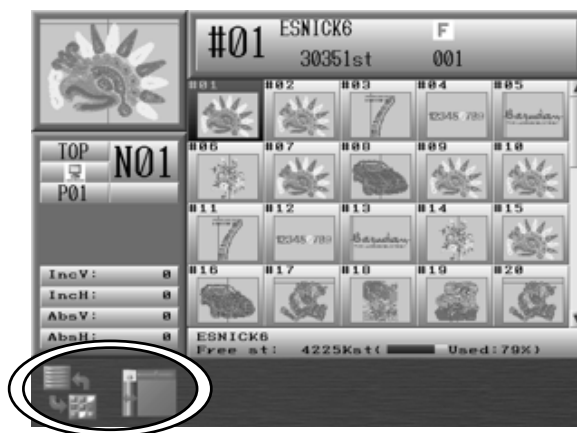 #01 ESNICK6 F
30351st 001
#01 #02 #03 #04 #05
TOP N01
P01
#06 #07 #08 #09 #10
#11 #12 #13 #14 #15
#16 #17 #18 #19 #20
IncV: 0
IncH: 0
AbsV: 0
AbsH: 0
ESNICK6
Free st: 4225Kst( Used:79%)